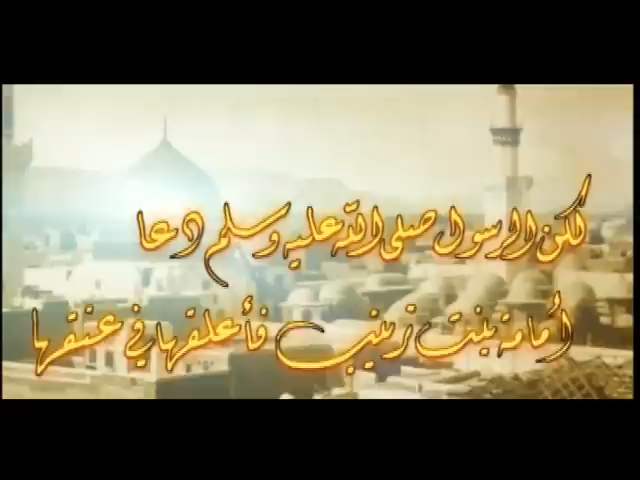 لكن الرسول صلى الله عليه وسلم دعا
أمامة بنت زينب فأعلقها في عنقها